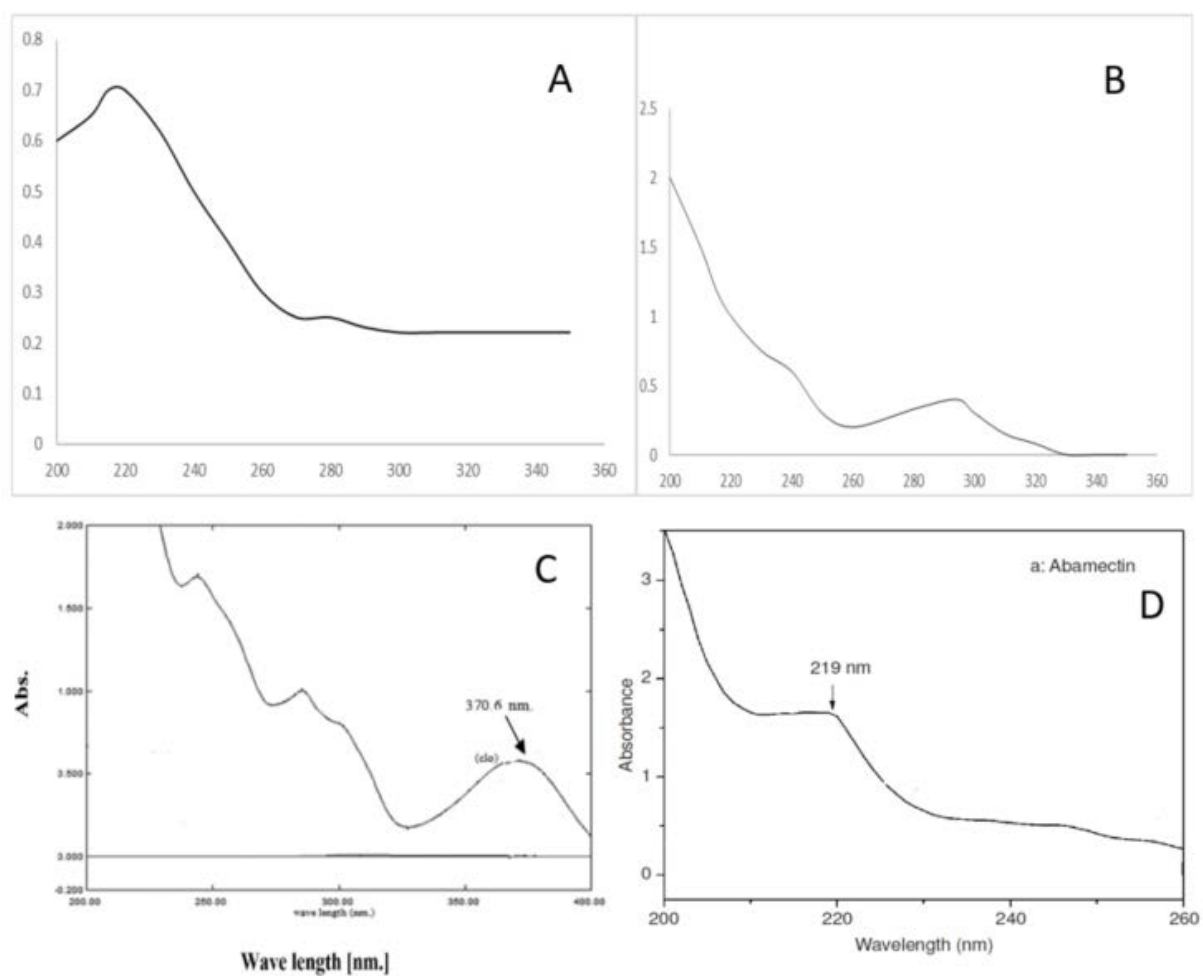 A
0.8
0.7
0.6
0.5
0.4
0.3
0.2
0.1
0
200 220 240 260 280 300 320 340 360
B
2.5
2
1.5
1
0.5
0
200 220 240 260 280 300 320 340 360
C
Abs.
2.000
1.500
1.000
0.500
0.000
-0.200
370.6 nm.
(clo)
200.00 250.00 300.00 350.00 400.00
wave length (nm.)
Wave length [nm.]
a: Abamectin
D
219 nm
Absorbance
3
2
1
0
200 220 240 260
Wavelength (nm)